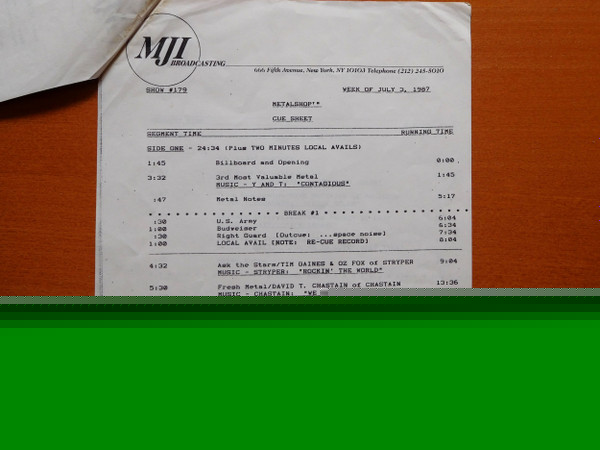 MJI
BROADCASTING
666 Fifth Avenue, New York, NY 10103 Telephone (212) 245-5010
SHOW #179 WEEK OF JULY 3, 1987
METALSHOP™
CUE SHEET
SEGMENT TIME RUNNING TIME
SIDE ONE - 24:34 (Plus TWO MINUTES LOCAL AVAILS)
1:45 Billboard and Opening 0:00
3:32 3rd Most Valuable Metal 1:45
MUSIC - Y AND T: "CONTAGIOUS"
:47 Metal Notes 5:17
BREAK #1
:30 U.S. Army 6:04
1:00 Budweiser 6:34
:30 Right Guard (Outcue: ...space noise) 7:34
1:00 LOCAL AVAIL (NOTE: RE-CUE RECORD) 8:04
4:32 Ask the Stars/TIM GAINES & OZ FOX of STRYPER 9:04
MUSIC - STRYPER: "ROCKIN' THE WORLD"
5:30 Fresh Metal/DAVID T. CHASTAIN of CHASTAIN 13:36
MUSIC - CHASTAIN: "WE